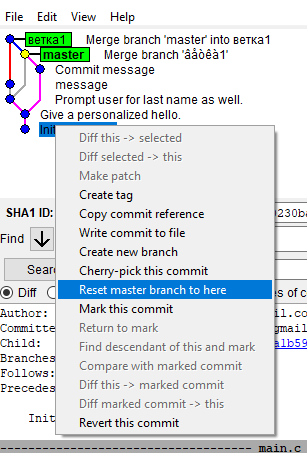 File Edit View Help
ветка1 Merge branch 'master' into ветка1
master Merge branch 'âåòêà1'
Commit message
message
Prompt user for last name as well.
Give a personalized hello.
Init
Diff this -> selected
Diff selected -> this
Make patch
Create tag
Copy commit reference
Write commit to file
Create new branch
Cherry-pick this commit
Reset master branch to here
Mark this commit
Return to mark
Find descendant of this and mark
Compare with marked commit
Diff this -> marked commit
Diff marked commit -> this
Revert this commit
SHA1 ID: 0230ba
Find
Searc
Diff es of c
Author: il.co
Committe gmail
Child: a1b59
Branches
Follows:
Precedes
Init
main.c